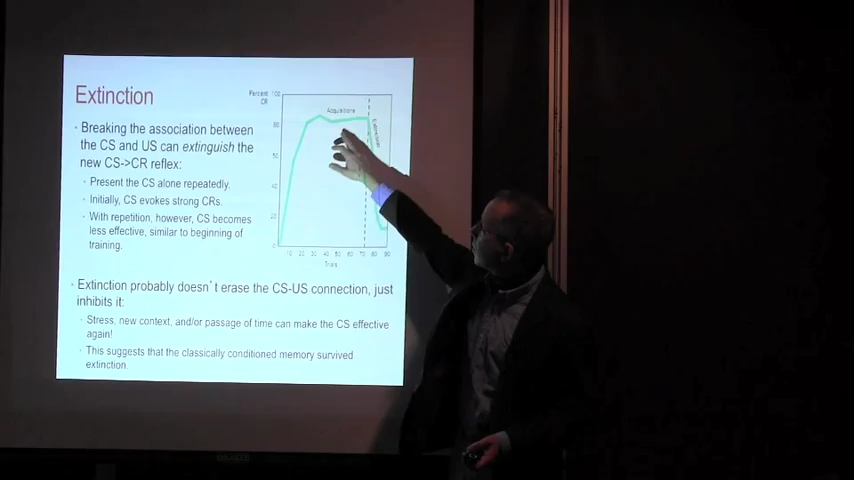 Extinction
· Breaking the association between
the CS and US can extinguish the
new CS->CR reflex:
· Present the CS alone repeatedly.
· Initially, CS evokes strong CRs.
· With repetition, however, CS becomes
less effective, similar to beginning of
training.
Percent
CR
100
80
40
20
0
Acquisitions
Extinction
10 20 30 40 50 60 70 80 90
Trials
· Extinction probably doesn't erase the CS-US connection, just
inhibits it:
· Stress, new context, and/or passage of time can make the CS effective
again!
· This suggests that the classically conditioned memory survived
extinction.